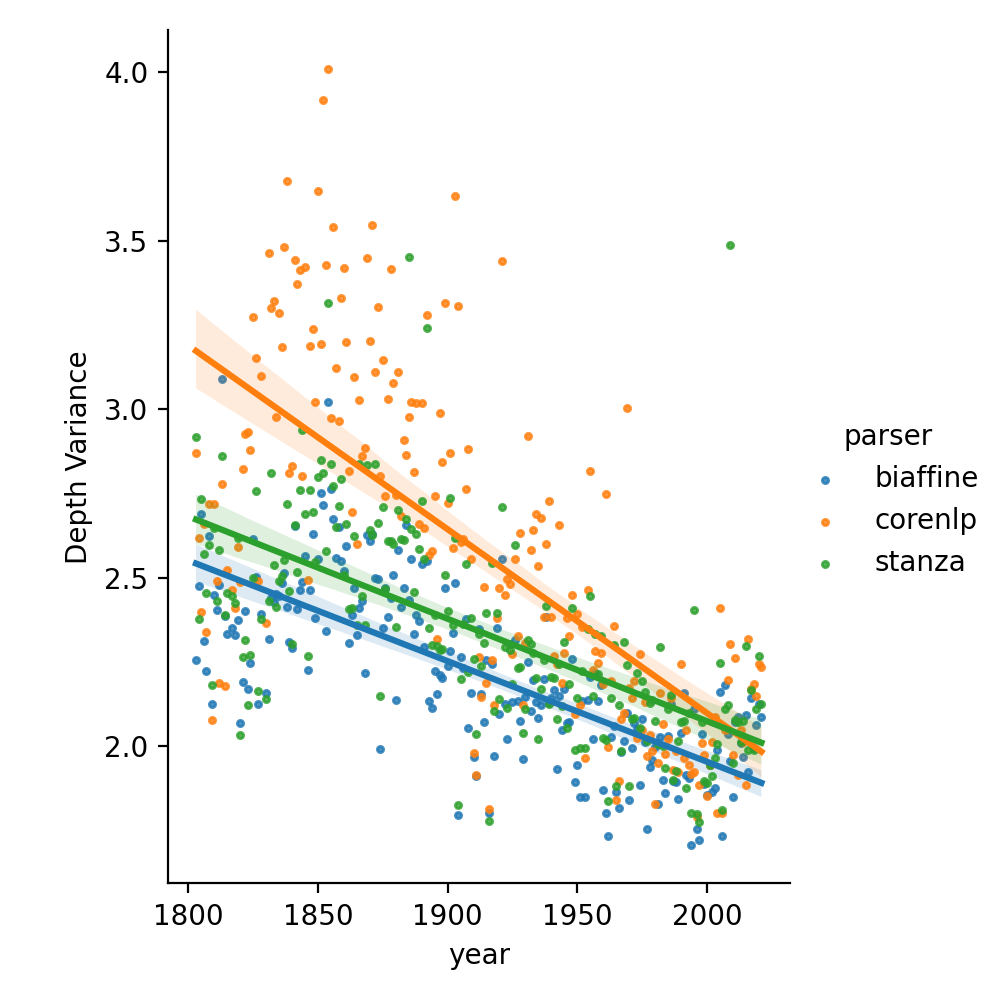 4.0
3.5
3.0
2.5
2.0
Depth Variance
1800 1850 1900 1950 2000
year
parser
biaffine
corenlp
stanza